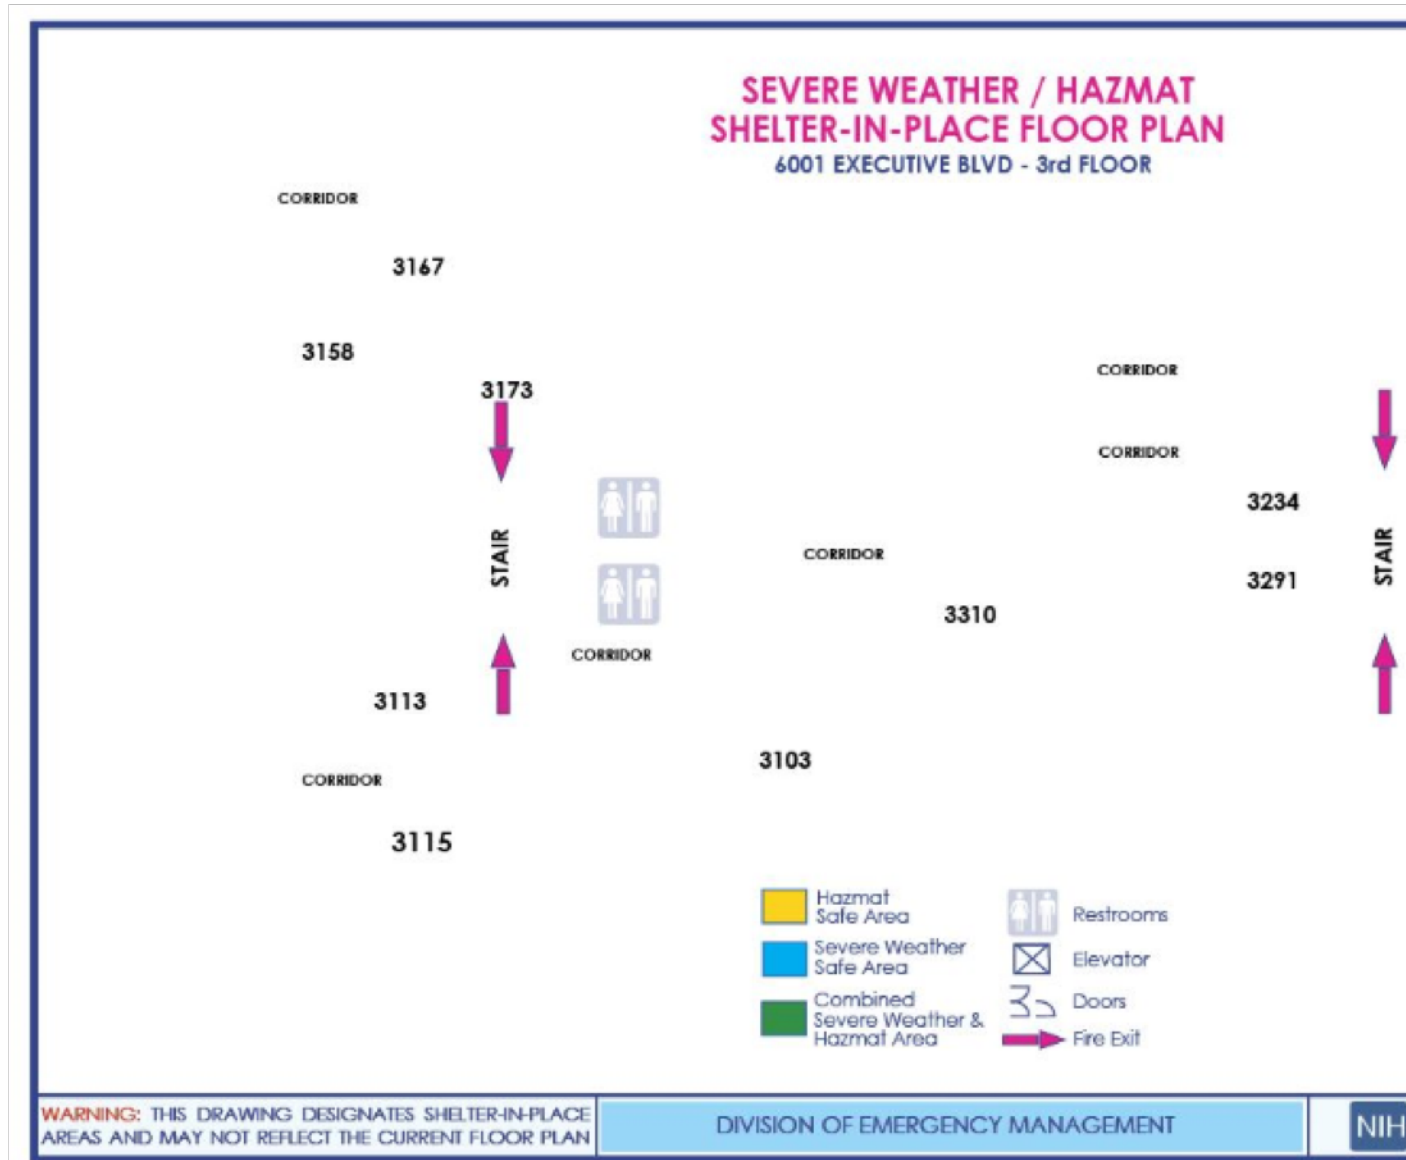 SEVERE WEATHER / HAZMAT
SHELTER-IN-PLACE FLOOR PLAN
6001 EXECUTIVE BLVD - 3rd FLOOR
CORRIDOR
3167
3158
3173
CORRIDOR
CORRIDOR
3234
STAIR
CORRIDOR
STAIR
3291
3310
CORRIDOR
3113
3103
CORRIDOR
3115
Hazmat
Safe Area
Severe Weather
Safe Area
Combined
Severe Weather &
Hazmat Area
Restrooms
Elevator
Doors
Fire Exit
WARNING: THIS DRAWING DESIGNATES SHELTER-IN-PLACE
AREAS AND MAY NOT REFLECT THE CURRENT FLOOR PLAN
DIVISION OF EMERGENCY MANAGEMENT
NIH